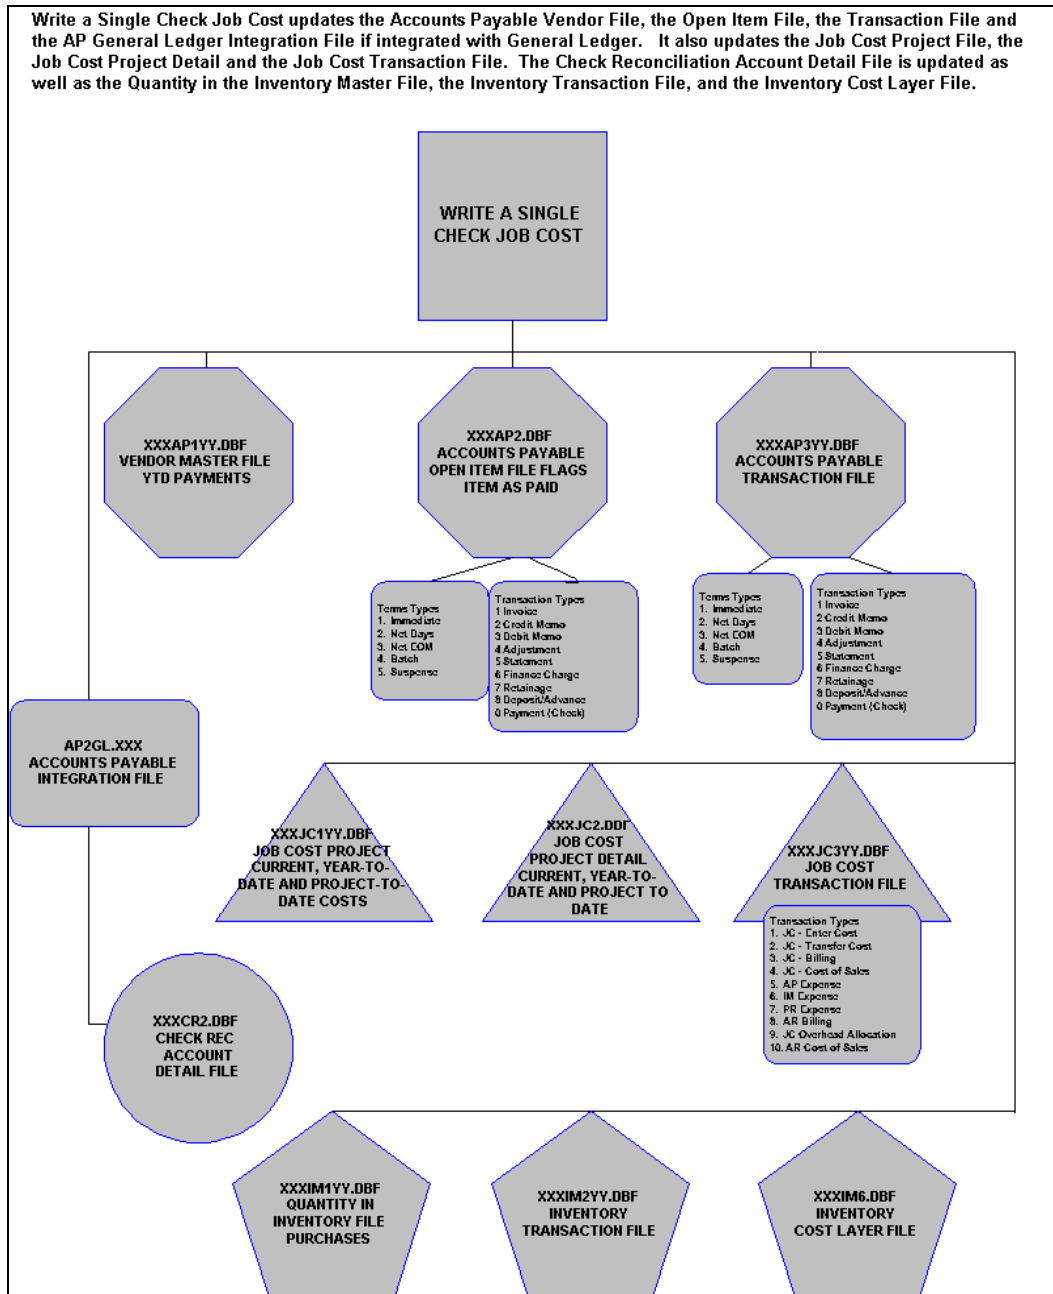 Write a Single Check Job Cost updates the Accounts Payable Vendor File, the Open Item File, the Transaction File and
the AP General Ledger Integration File if integrated with General Ledger.   It also updates the Job Cost Project File, the
Job Cost Project Detail and the Job Cost Transaction File.  The Check Reconciliation Account Detail File is updated as
well as the Quantity in the Inventory Master File, the Inventory Transaction File, and the Inventory Cost Layer File.
WRITE A SINGLE
CHECK JOB COST
XXXAP1YY.DBF
VENDOR MASTER FILE
YTD PAYMENTS
XXXAP2.DBF
ACCOUNTS PAYABLE
OPEN ITEM FILE FLAGS
ITEM AS PAID
XXXAP3YY.DBF
ACCOUNTS PAYABLE
TRANSACTION FILE
Terms Types
1. Immediate
2. Net Days
3. Net EOM
4. Batch
5. Suspense
Transaction Types
1 Invoice
2 Credit Memo
3 Debit Memo
4 Adjustment
5 Statement
6 Finance Charge
7 Retainage
8 Deposit/Advance
0 Payment (Check)
Terms Types
1. Immediate
2. Net Days
3. Net EOM
4. Batch
5. Suspense
Transaction Types
1 Invoice
2 Credit Memo
3 Debit Memo
4 Adjustment
5 Statement
6 Finance Charge
7 Retainage
8 Deposit/Advance
0 Payment (Check)
AP2GL.XXX
ACCOUNTS PAYABLE
INTEGRATION FILE
XXXJC1YY.DBF
JOB COST PROJECT
CURRENT, YEAR-TO-
DATE AND PROJECT-TO-
DATE COSTS
XXXJC2.DBF
JOB COST
PROJECT DETAIL
CURRENT, YEAR-TO-
DATE AND PROJECT TO
DATE
XXXJC3YY.DBF
JOB COST
TRANSACTION FILE
Transaction Types
1. JC - Enter Cost
2. JC - Transfer Cost
3. JC - Billing
4. JC - Cost of Sales
5. AP Expense
6. IM Expense
7. PR Expense
8. AR Billing
9. JC Overhead Allocation
10. AR Cost of Sales
XXXCR2.DBF
CHECK REC
ACCOUNT
DETAIL FILE
XXXIM1YY.DBF
QUANTITY IN
INVENTORY FILE
PURCHASES
XXXIM2YY.DBF
INVENTORY
TRANSACTION FILE
XXXIM6.DBF
INVENTORY
COST LAYER FILE